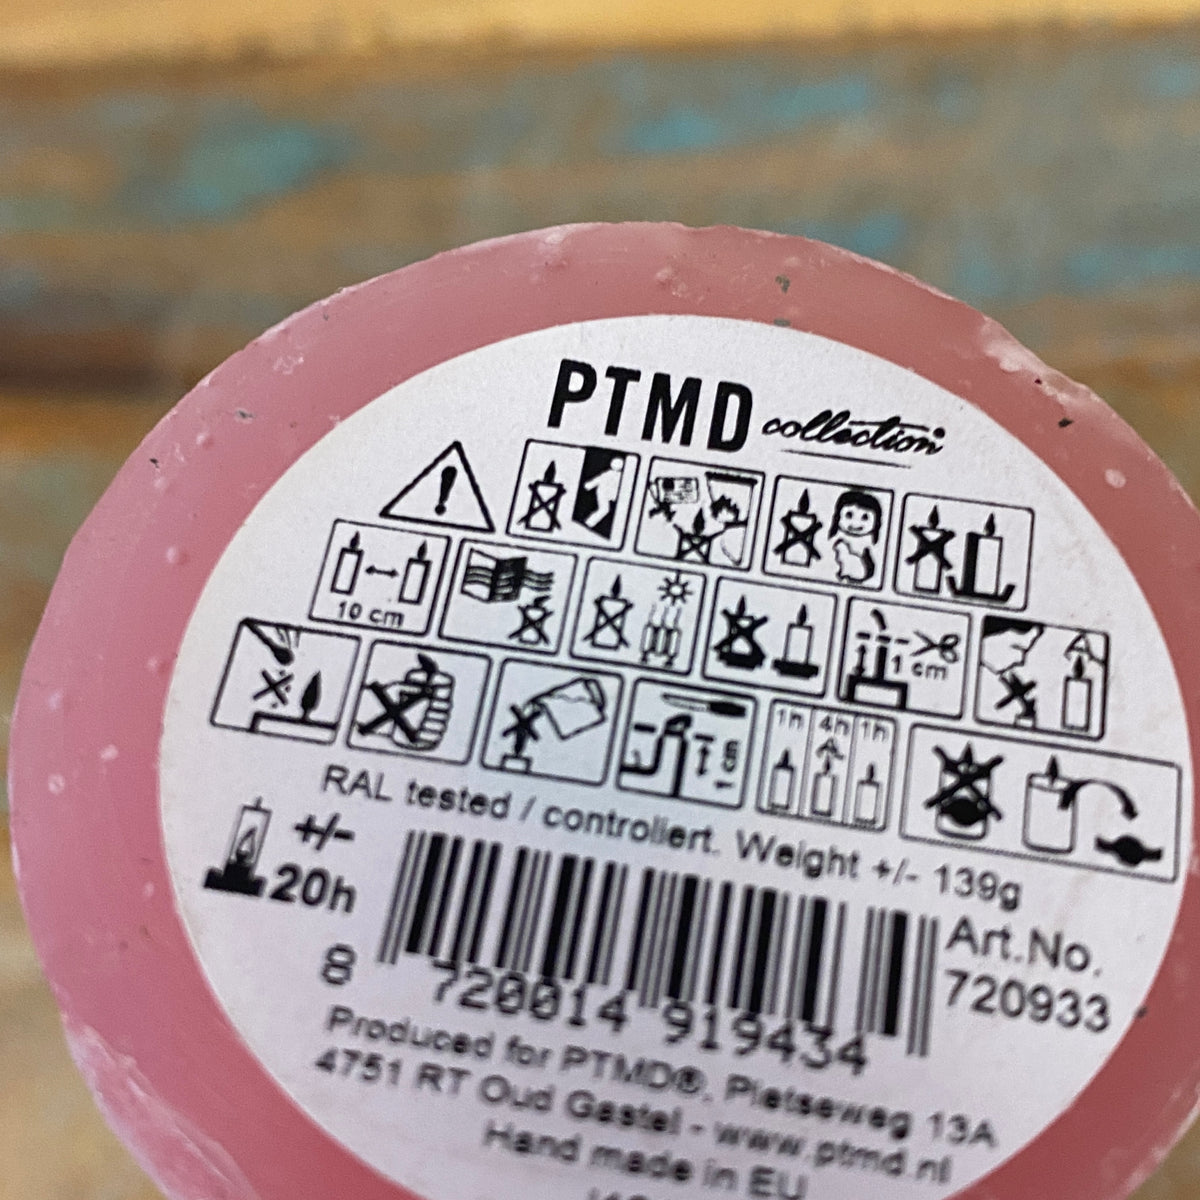 PTMD collection
10 cm
1 cm
1h 4h 1h
RAL tested / controliert. Weight +/- 139g
+/-
20h
Art.No.
720933
8 720014 919434
Produced for PTMD®, Pietseweg 13A
4751 RT Oud Gastel - www.ptmd.nl
Hand made in EU